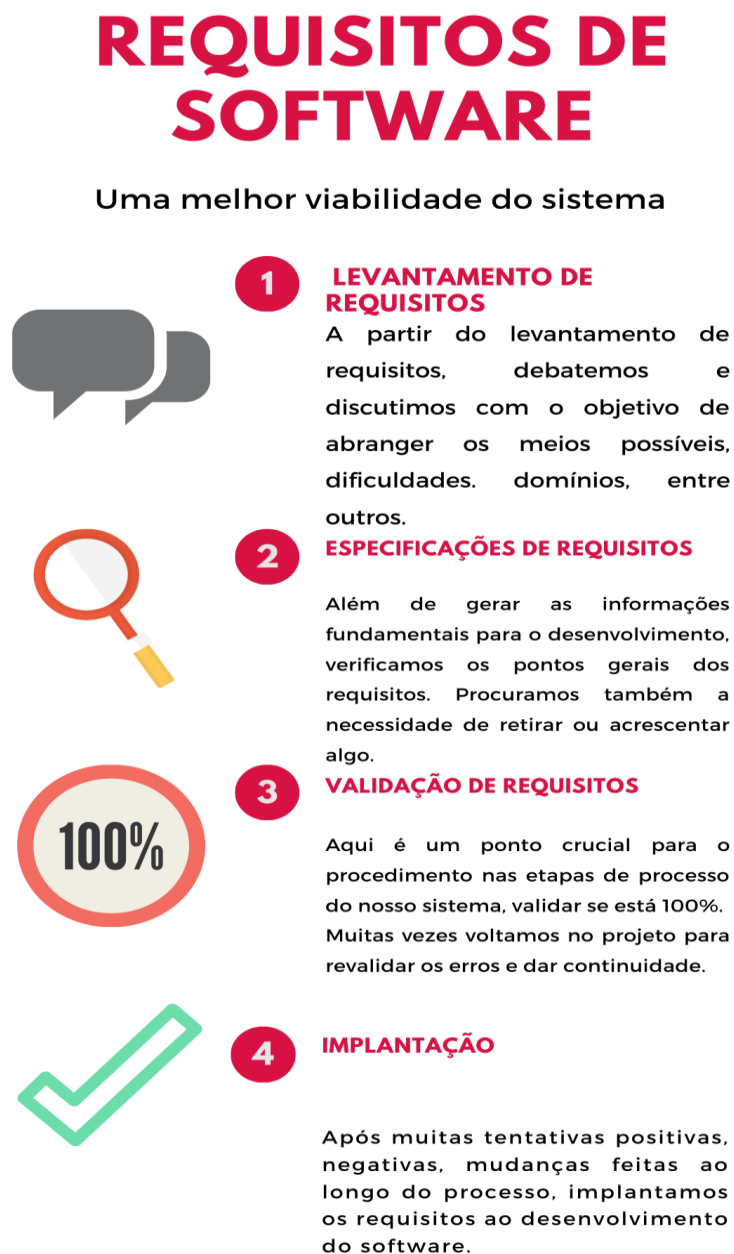 REQUISITOS DE
SOFTWARE
Uma melhor viabilidade do sistema
1
LEVANTAMENTO DE
REQUISITOS
A partir do levantamento de
requisitos, debatemos e
discutimos com o objetivo de
abranger os meios possíveis,
dificuldades. domínios, entre
outros.
2
ESPECIFICAÇÕES DE REQUISITOS
Além de gerar as informações
fundamentais para o desenvolvimento,
verificamos os pontos gerais dos
requisitos. Procuramos também a
necessidade de retirar ou acrescentar
algo.
3
VALIDAÇÃO DE REQUISITOS
100%
Aqui é um ponto crucial para o
procedimento nas etapas de processo
do nosso sistema, validar se está 100%.
Muitas vezes voltamos no projeto para
revalidar os erros e dar continuidade.
4
IMPLANTAÇÃO
Após muitas tentativas positivas,
negativas, mudanças feitas ao
longo do processo, implantamos
os requisitos ao desenvolvimento
do software.